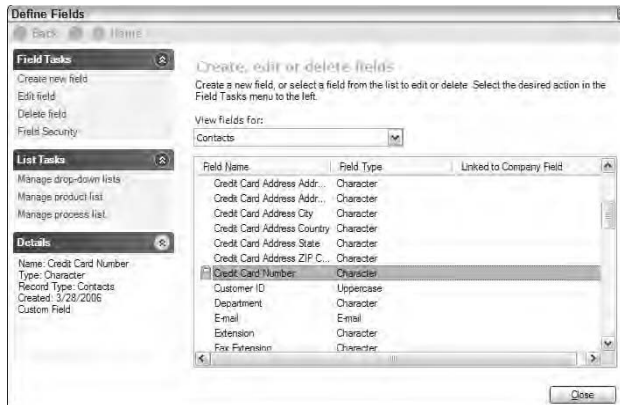 Define Fields
Back Home
Field Tasks
Create new field
Edit field
Delete field
Field Security
List Tasks
Manage drop-down lists
Manage product list
Manage process list
Details
Name: Credit Card Number
Type: Character
Record Type: Contacts
Created: 3/28/2006
Custom Field
Create, edit or delete fields
Create a new field, or select a field from the list to edit or delete. Select the desired action in the
Field Tasks menu to the left.
View fields for:
Contacts
Field Name Field Type Linked to Company Field
Credit Card Address Addr... Character
Credit Card Address Addr... Character
Credit Card Address City Character
Credit Card Address Country Character
Credit Card Address State Character
Credit Card Address ZIP C... Character
Credit Card Number Character
Customer ID Uppercase
Department Character
E-mail E-mail
Extension Character
Fax Extension Character
Close